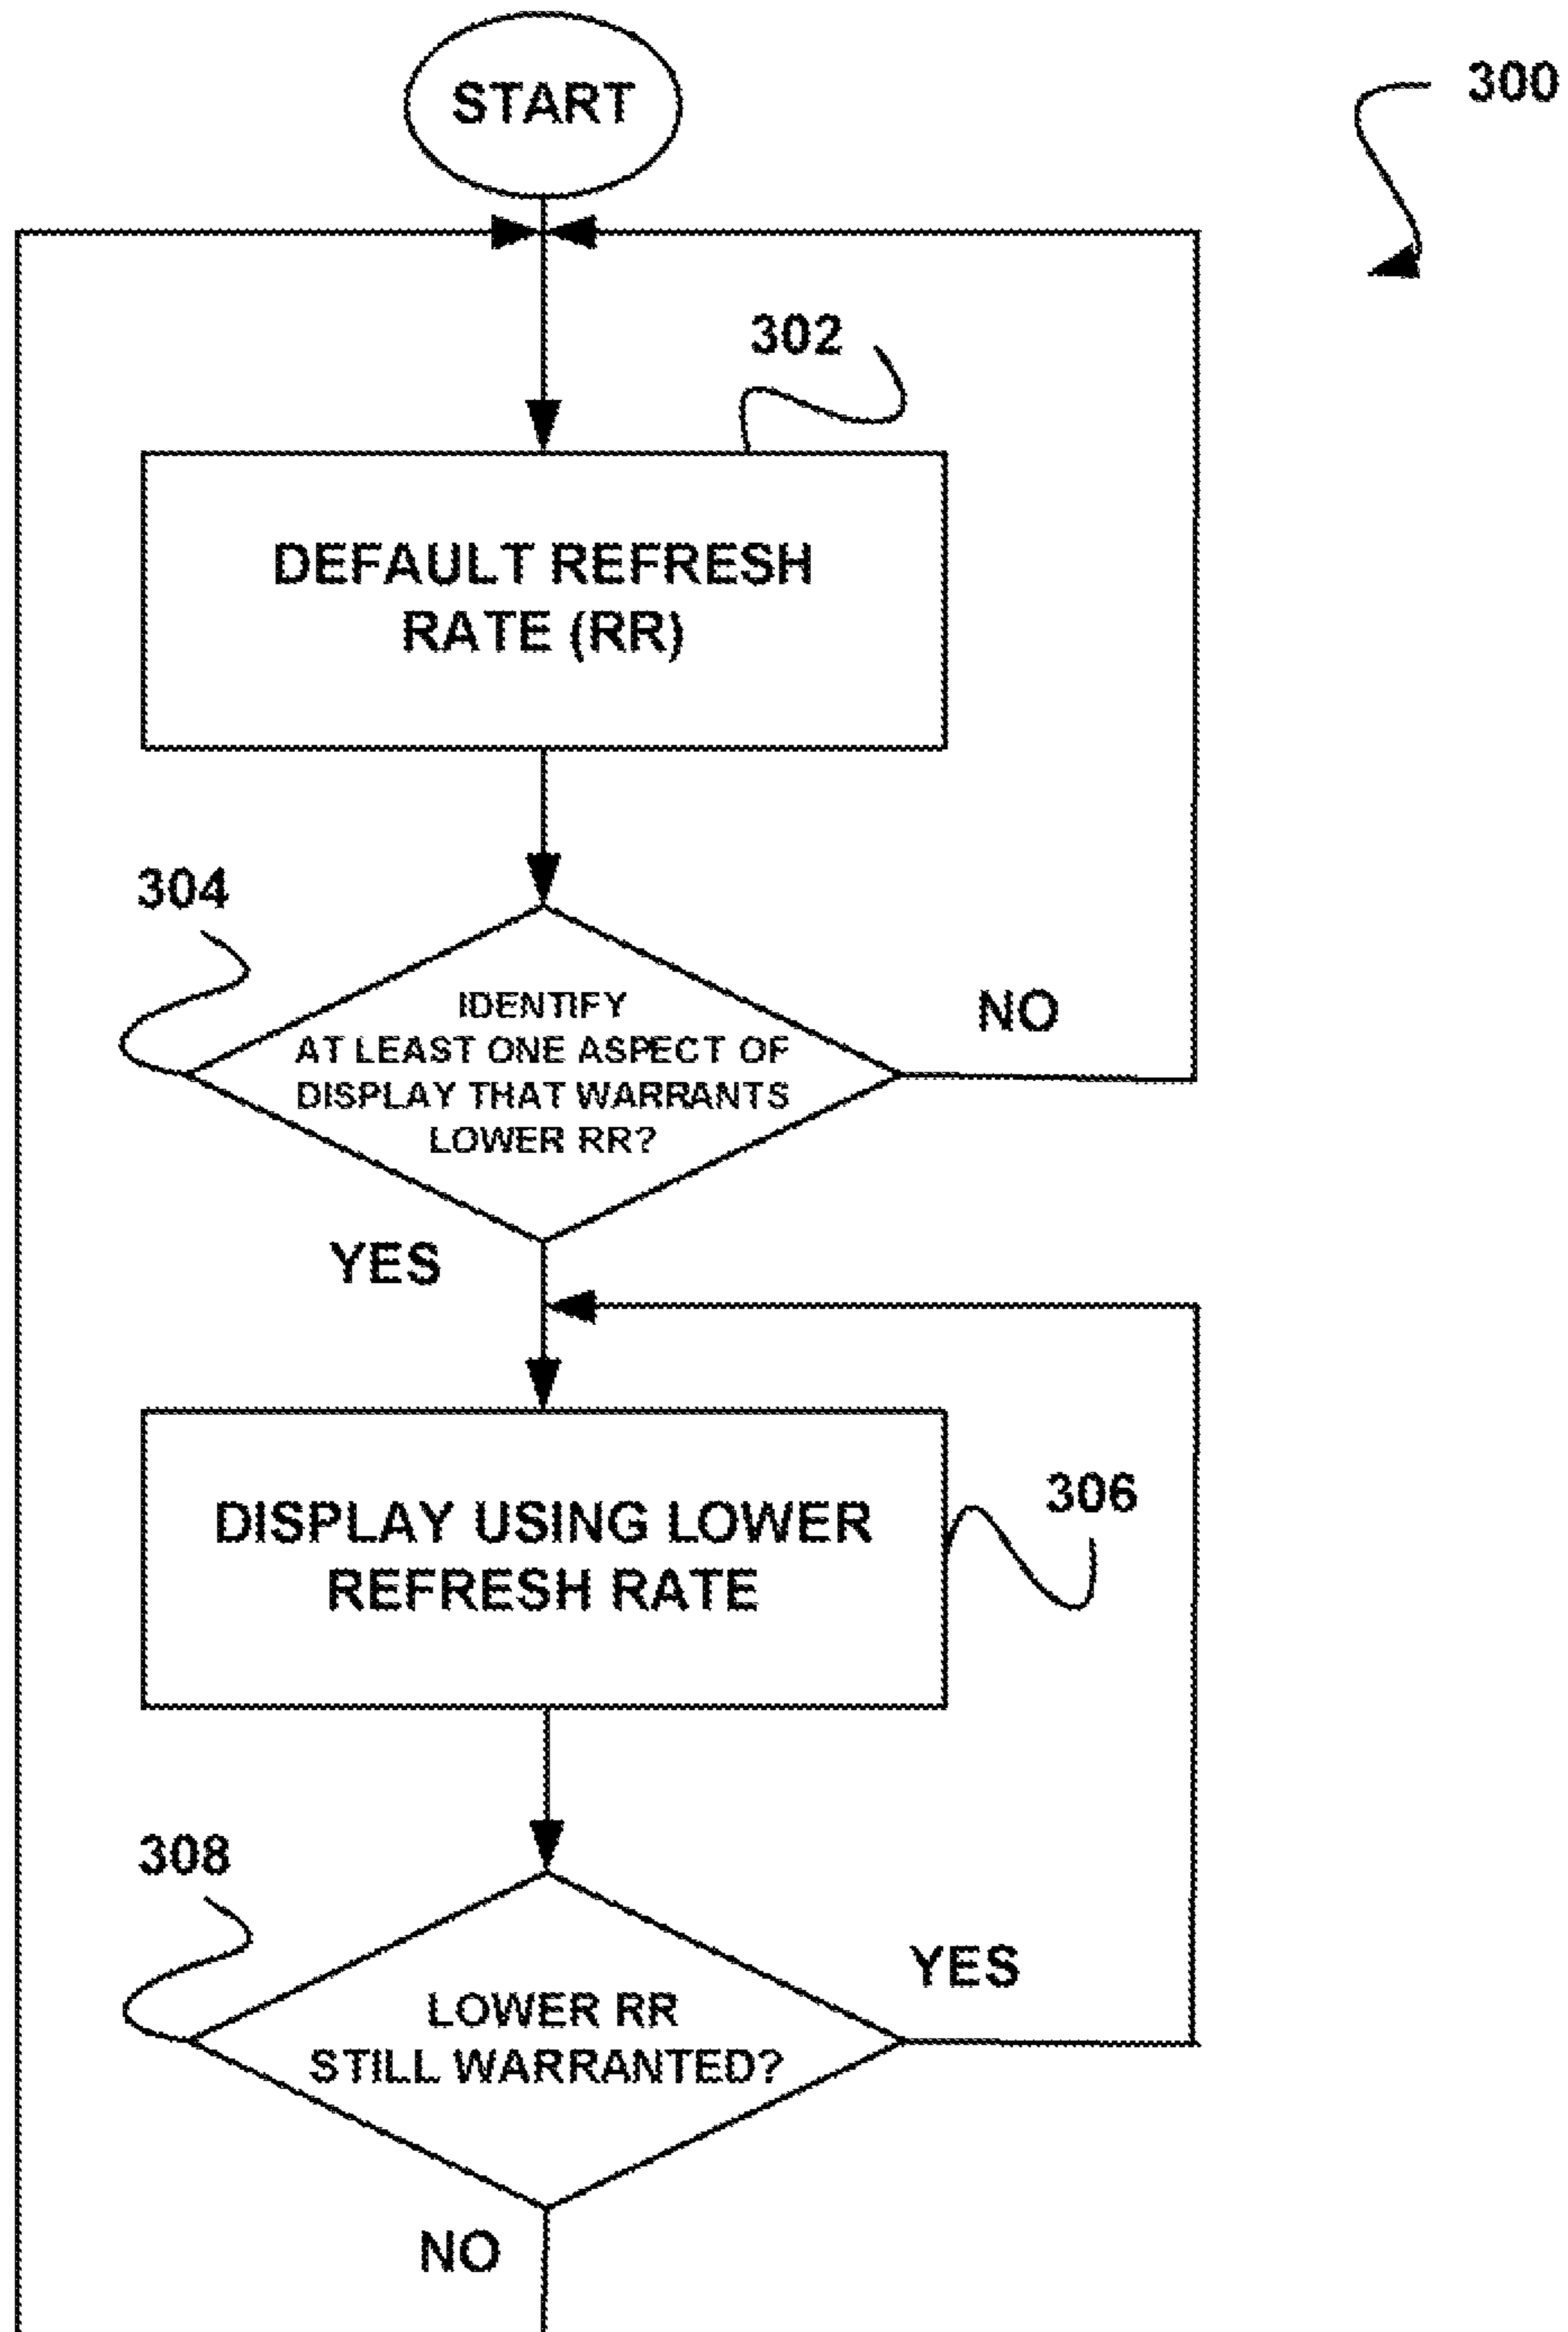 START
300
302
DEFAULT REFRESH
RATE (RR)
304
IDENTIFY
AT LEAST ONE ASPECT OF
DISPLAY THAT WARRANTS
LOWER RR?
NO
YES
DISPLAY USING LOWER
REFRESH RATE
306
308
LOWER RR
STILL WARRANTED?
YES
NO